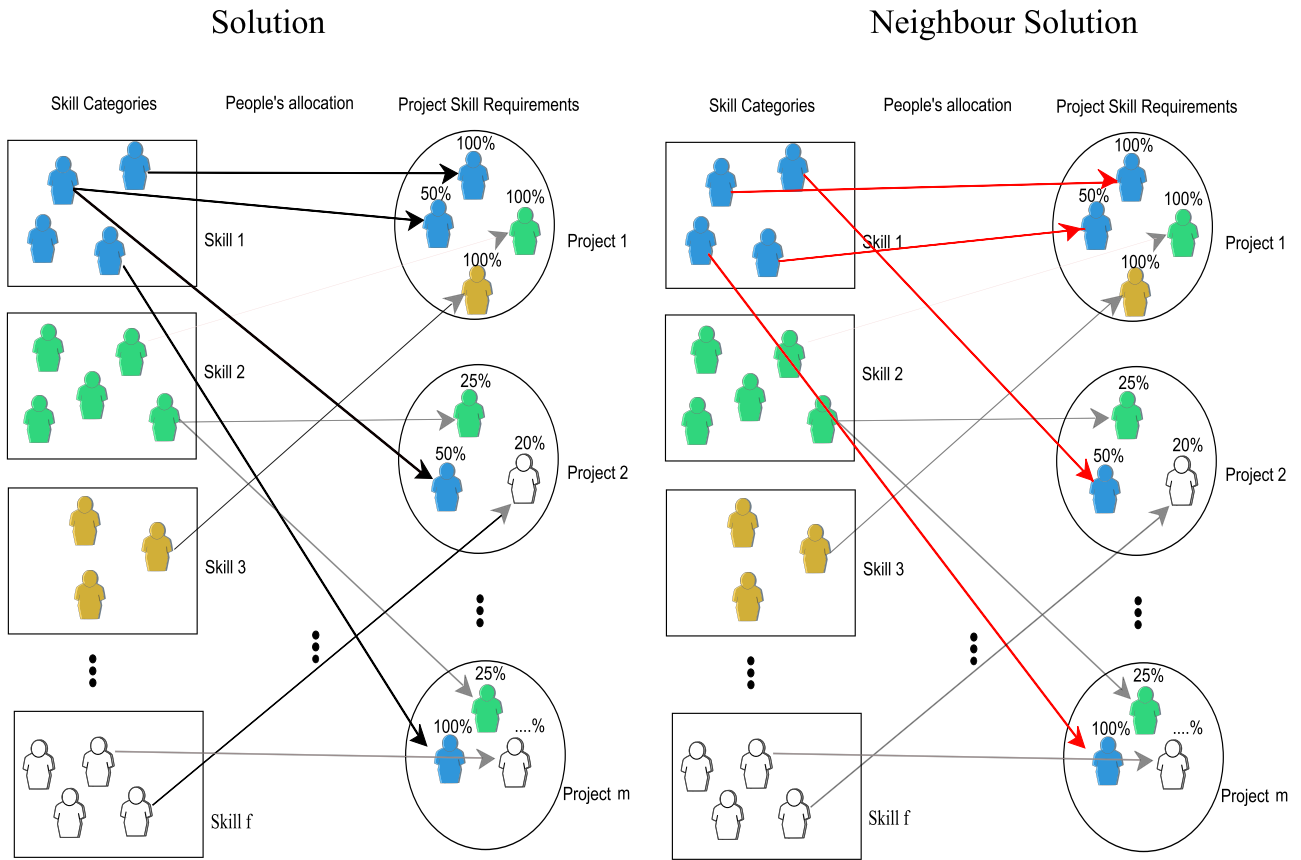 Solution
Skill Categories
People's allocation
Project Skill Requirements
100%
50%
100%
Skill 1
100%
Project 1
Skill 2
25%
20%
50%
Project 2
Skill 3
25%
100%
....%
Project m
Skill f
Neighbour Solution
Skill Categories
People's allocation
Project Skill Requirements
100%
50%
100%
Skill 1
100%
Project 1
Skill 2
25%
20%
50%
Project 2
Skill 3
25%
100%
....%
Project m
Skill f